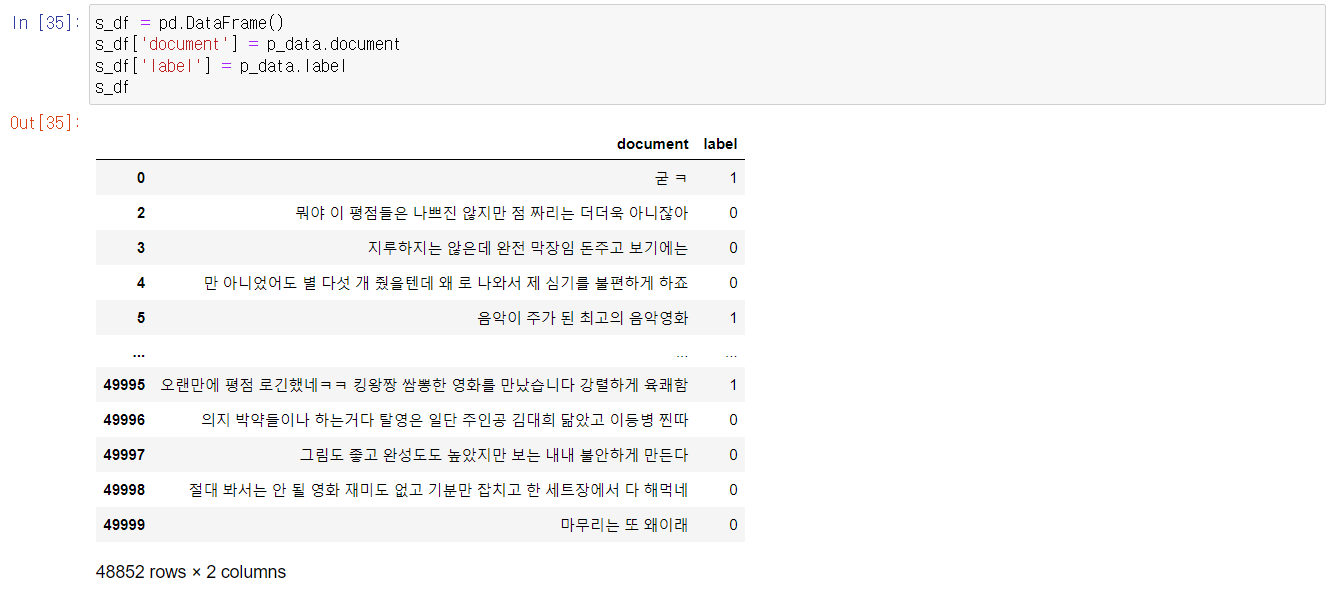 In [35]: s_df = pd.DataFrame()
s_df['document'] = p_data.document
s_df['label'] = p_data.label
s_df
Out[35]:
document label
0 굳 ㅋ 1
2 뭐야 이 평점들은 나쁘진 않지만 점 짜리는 더더욱 아니잖아 0
3 지루하지는 않은데 완전 막장임 돈주고 보기에는 0
4 만 아니었어도 별 다섯 개 줬을텐데 왜 로 나와서 제 심기를 불편하게 하죠 0
5 음악이 주가 된 최고의 음악영화 1
... ... ...
49995 오랜만에 평점 로긴했네ㅋㅋ 킹왕짱 쌈뽕한 영화를 만났습니다 강렬하게 육쾌함 1
49996 의지 박약들이나 하는거다 탈영은 일단 주인공 김대희 닮았고 이등병 찐따 0
49997 그림도 좋고 완성도도 높았지만 보는 내내 불안하게 만든다 0
49998 절대 봐서는 안 될 영화 재미도 없고 기분만 잡치고 한 세트장에서 다 해먹네 0
49999 마무리는 또 왜이래 0
48852 rows × 2 columns